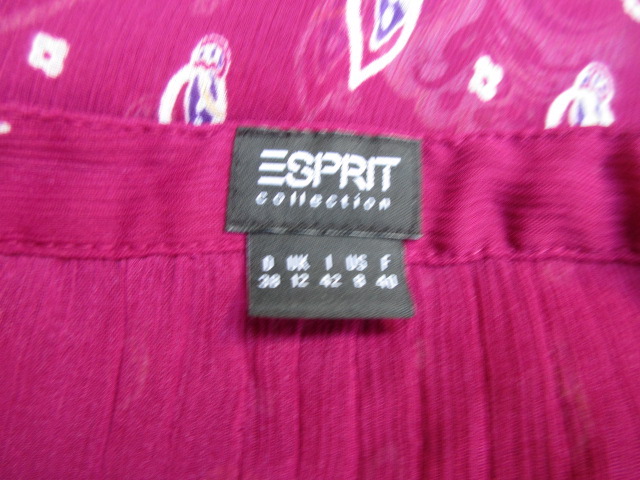 ESPRIT
collection
D UK I US F
38 12 42 8 40